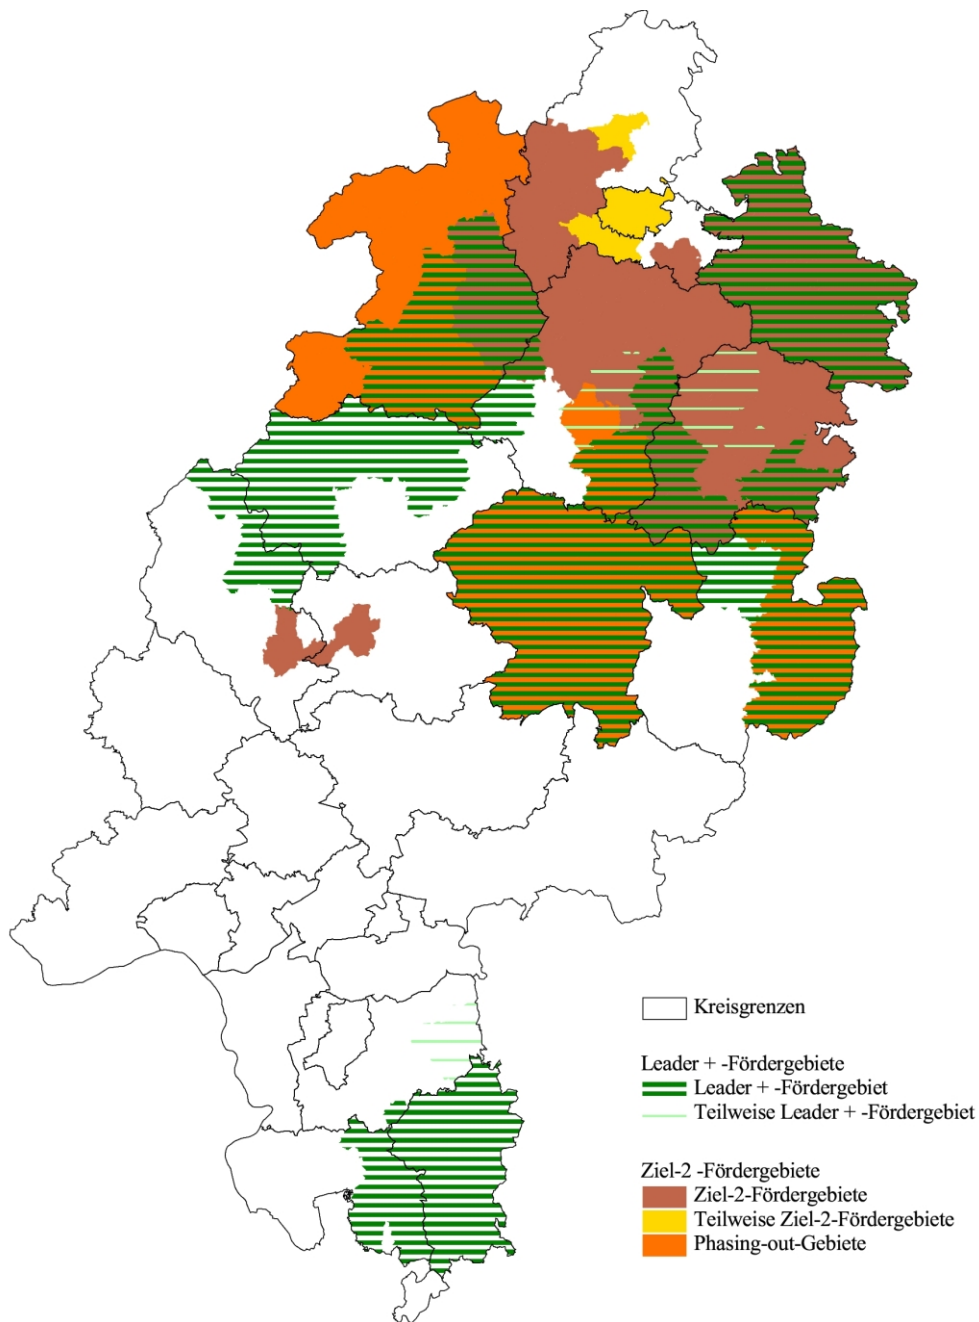 Kreisgrenzen
Leader + -Fördergebiete
Leader + -Fördergebiet
Teilweise Leader + -Fördergebiet
Ziel-2 -Fördergebiete
Ziel-2-Fördergebiete
Teilweise Ziel-2-Fördergebiete
Phasing-out-Gebiete